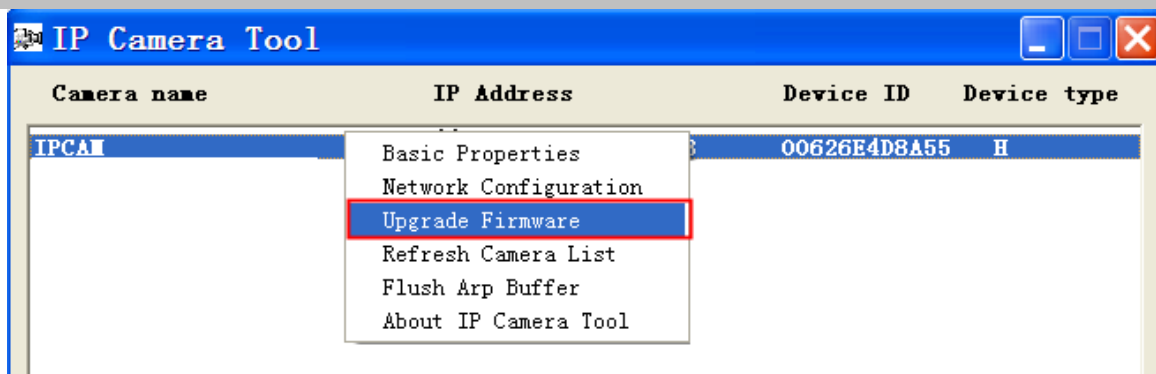 IP Camera Tool
Camera name IP Address Device ID Device type
IPCAM 00626E4D8A55 H
Basic Properties
Network Configuration
Upgrade Firmware
Refresh Camera List
Flush Arp Buffer
About IP Camera Tool